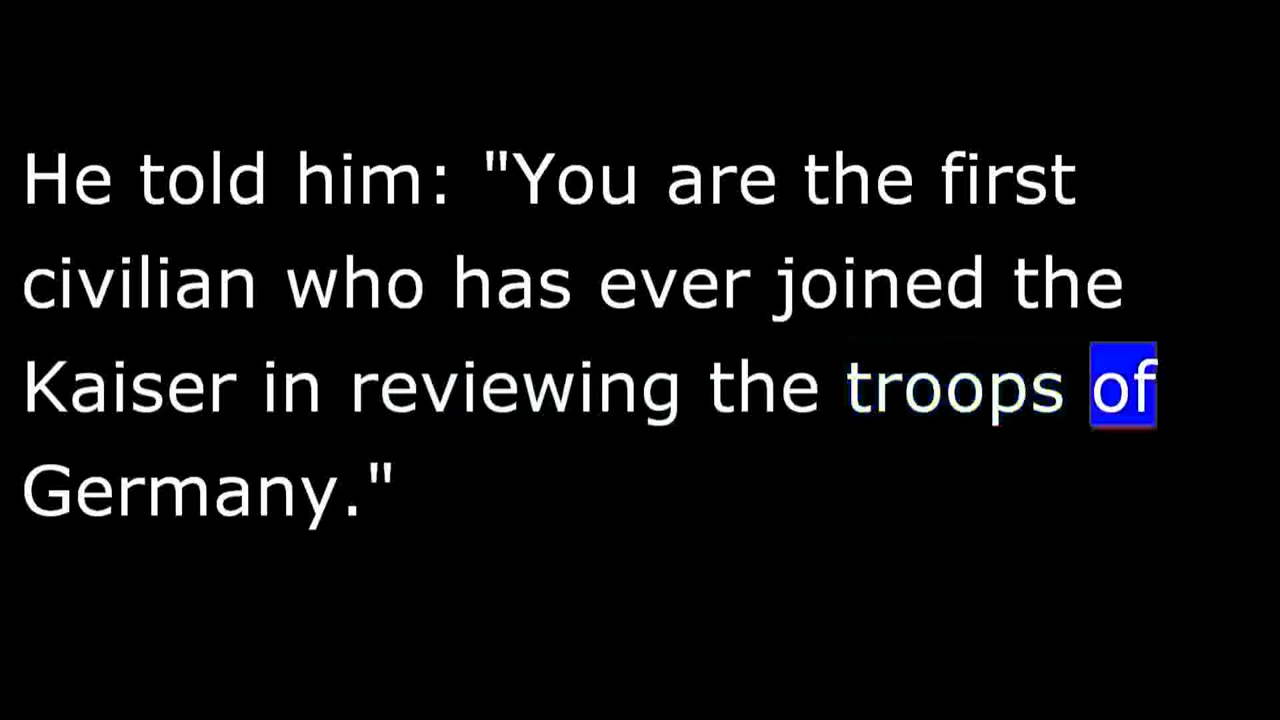 He told him: "You are the first
civilian who has ever joined the
Kaiser in reviewing the troops of
Germany."